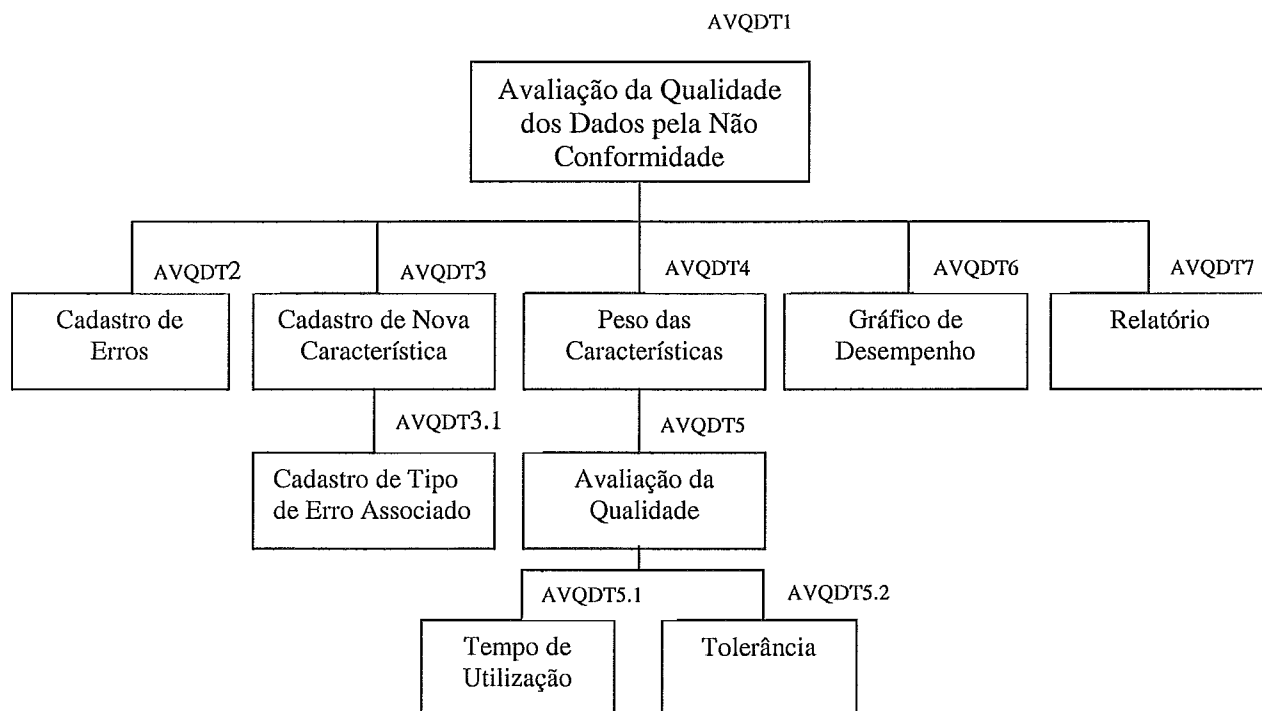 AVQDT1
Avaliação da Qualidade
dos Dados pela Não
Conformidade
AVQDT2
Cadastro de
Erros
AVQDT3
Cadastro de Nova
Característica
AVQDT4
Peso das
Características
AVQDT6
Gráfico de
Desempenho
AVQDT7
Relatório
AVQDT3.1
Cadastro de Tipo
de Erro Associado
AVQDT5
Avaliação da
Qualidade
AVQDT5.1
Tempo de
Utilização
AVQDT5.2
Tolerância